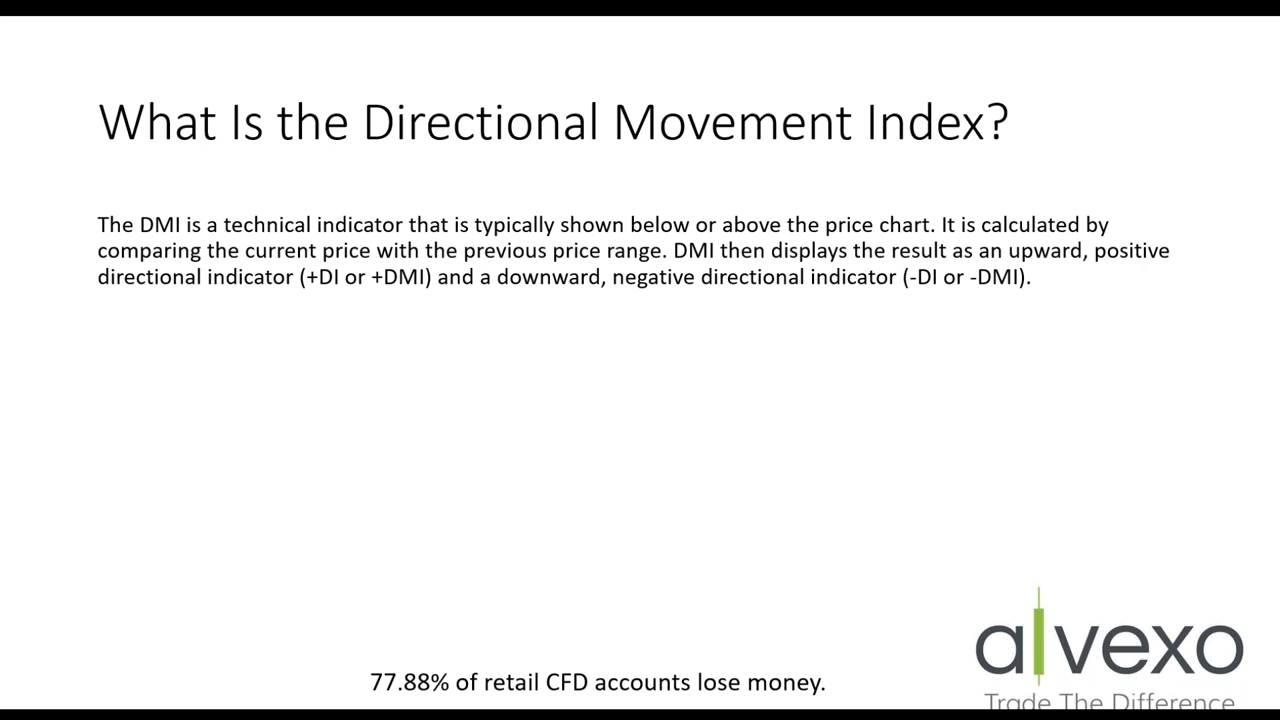 What Is the Directional Movement Index?
The DMI is a technical indicator that is typically shown below or above the price chart. It is calculated by
comparing the current price with the previous price range. DMI then displays the result as an upward, positive
directional indicator (+DI or +DMI) and a downward, negative directional indicator (-DI or -DMI).
alvexo
77.88% of retail CFD accounts lose money.
Trade The Difference